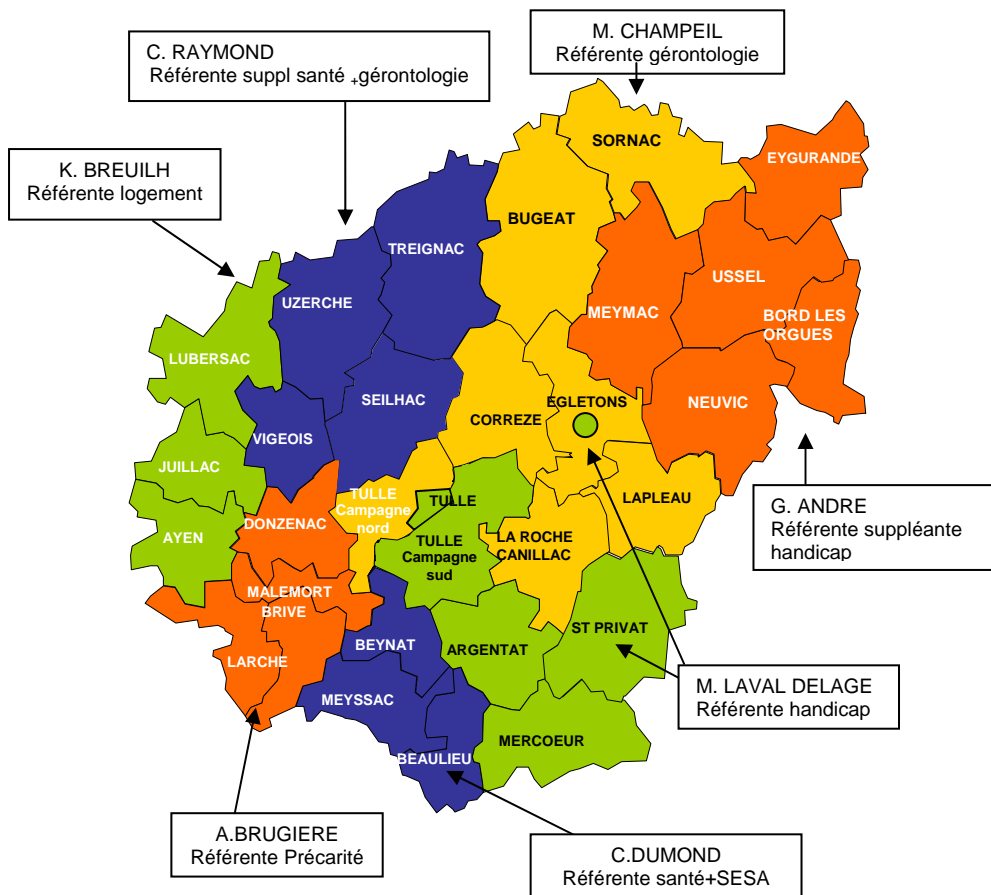 M. CHAMPEIL
Référente gérontologie
C. RAYMOND
Référente suppl santé +gérontologie
K. BREUILH
Référente logement
SORNAC
EYGURANDE
BUGEAT
TREIGNAC
USSEL
UZERCHE
MEYMAC
BORD LES
ORGUES
LUBERSAC
SEILHAC
EGLETONS
NEUVIC
CORREZE
VIGEOIS
JUILLAC
TULLE
Campagne
nord
TULLE
LAPLEAU
DONZENAC
AYEN
LA ROCHE
CANILLAC
TULLE
Campagne
sud
G. ANDRE
Référente suppléante
handicap
MALEMORT
BRIVE
ST PRIVAT
BEYNAT
ARGENTAT
LARCHE
MEYSSAC
M. LAVAL DELAGE
Référente handicap
MERCOEUR
BEAULIEU
A.BRUGIERE
Référente Précarité
C.DUMOND
Référente santé+SESA